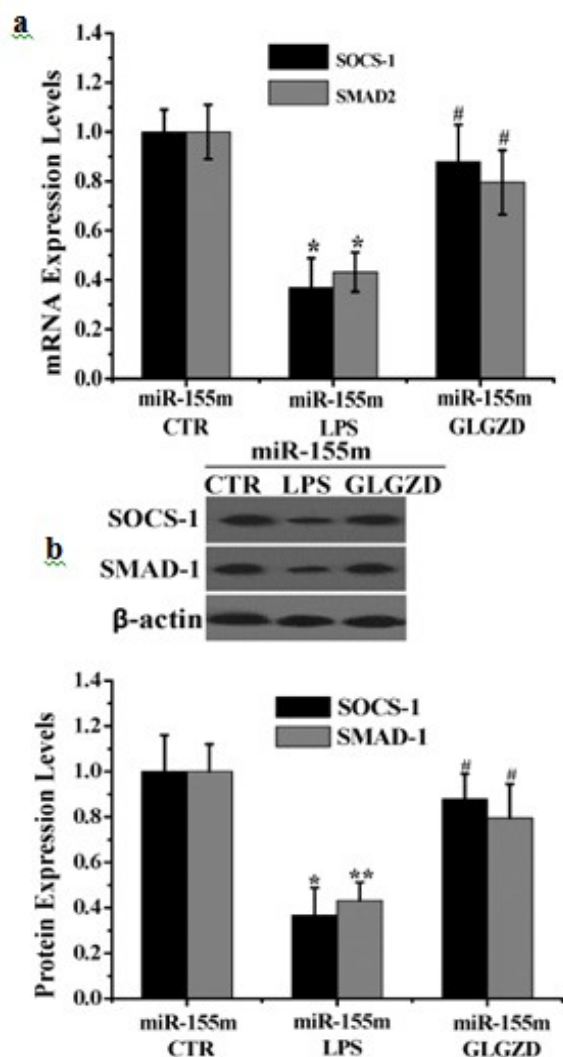 a
mRNA Expression Levels
1.4
1.2
1.0
0.8
0.6
0.4
0.2
0.0
SOCS-1
SMAD2
* *
# #
miR-155m miR-155m miR-155m
CTR LPS GLGZD
b
miR-155m
CTR LPS GLGZD
SOCS-1
SMAD-1
β-actin
Protein Expression Levels
1.4
1.2
1.0
0.8
0.6
0.4
0.2
0.0
SOCS-1
SMAD-1
* **
# #
miR-155m miR-155m miR-155m
CTR LPS GLGZD